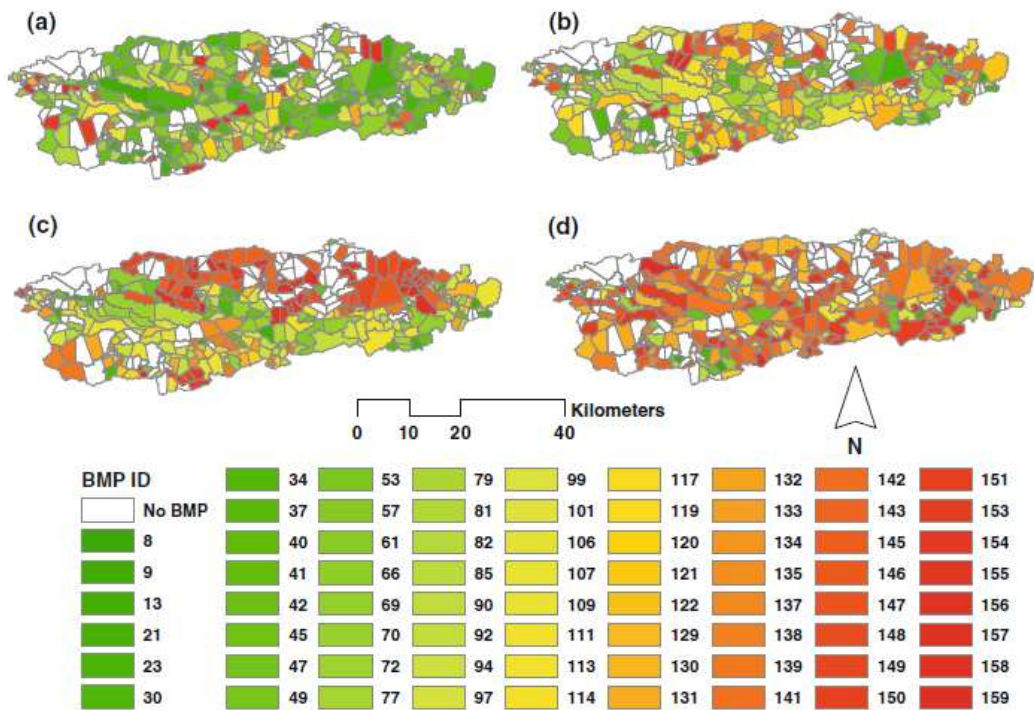 (a) (b)
(c) (d)
Kilometers
0 10 20 40
N
BMP ID
No BMP
8
9
13
21
23
30
34 53 79 99 117 132 142 151
37 57 81 101 119 133 143 153
40 61 82 106 120 134 145 154
41 66 85 107 121 135 146 155
42 69 90 109 122 137 147 156
45 70 92 111 129 138 148 157
47 72 94 113 130 139 149 158
49 77 97 114 131 141 150 159